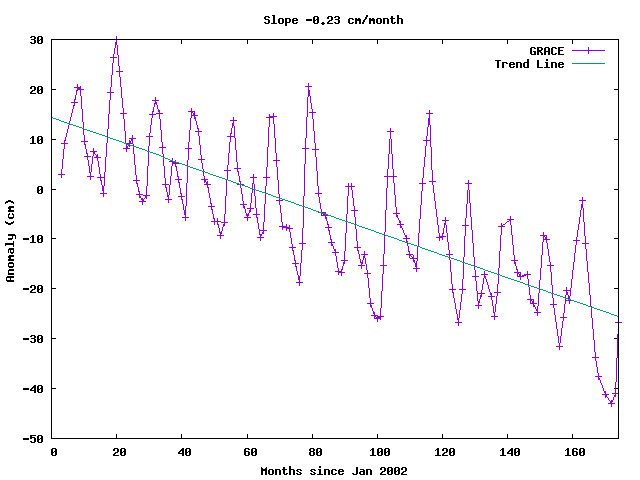 Slope -0.23 cm/month
GRACE
Trend Line
30
20
10
0
-10
-20
-30
-40
-50
Anomaly (cm)
0 20 40 60 80 100 120 140 160
Months since Jan 2002